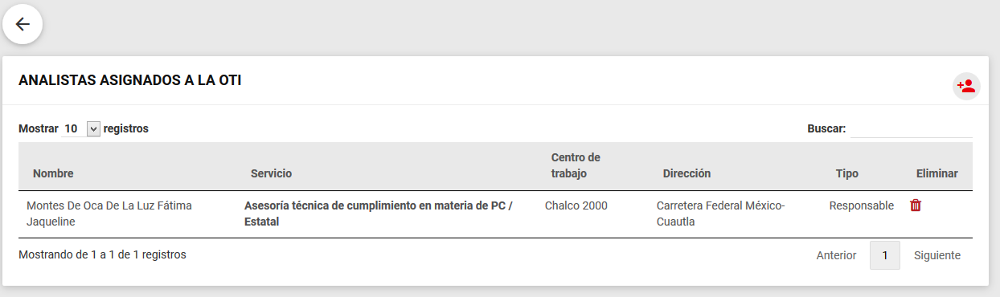 ANALISTAS ASIGNADOS A LA OTI
Mostrar 10 registros
Buscar:
Nombre
Servicio
Centro de
trabajo
Dirección
Tipo
Eliminar
Montes De Oca De La Luz Fátima
Jaqueline
Asesoría técnica de cumplimiento en materia de PC /
Estatal
Chalco 2000
Carretera Federal México-
Cuautla
Responsable
Mostrando de 1 a 1 de 1 registros
Anterior 1 Siguiente